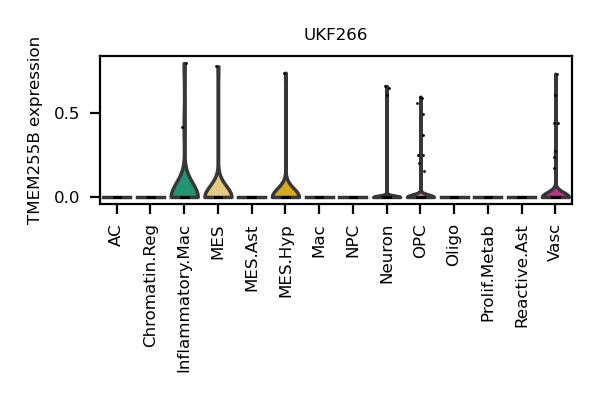 UKF266
TMEM255B expression
0.5
0.0
AC
Chromatin.Reg
Inflammatory.Mac
MES
MES.Ast
MES.Hyp
Mac
NPC
Neuron
OPC
Oligo
Prolif.Metab
Reactive.Ast
Vasc